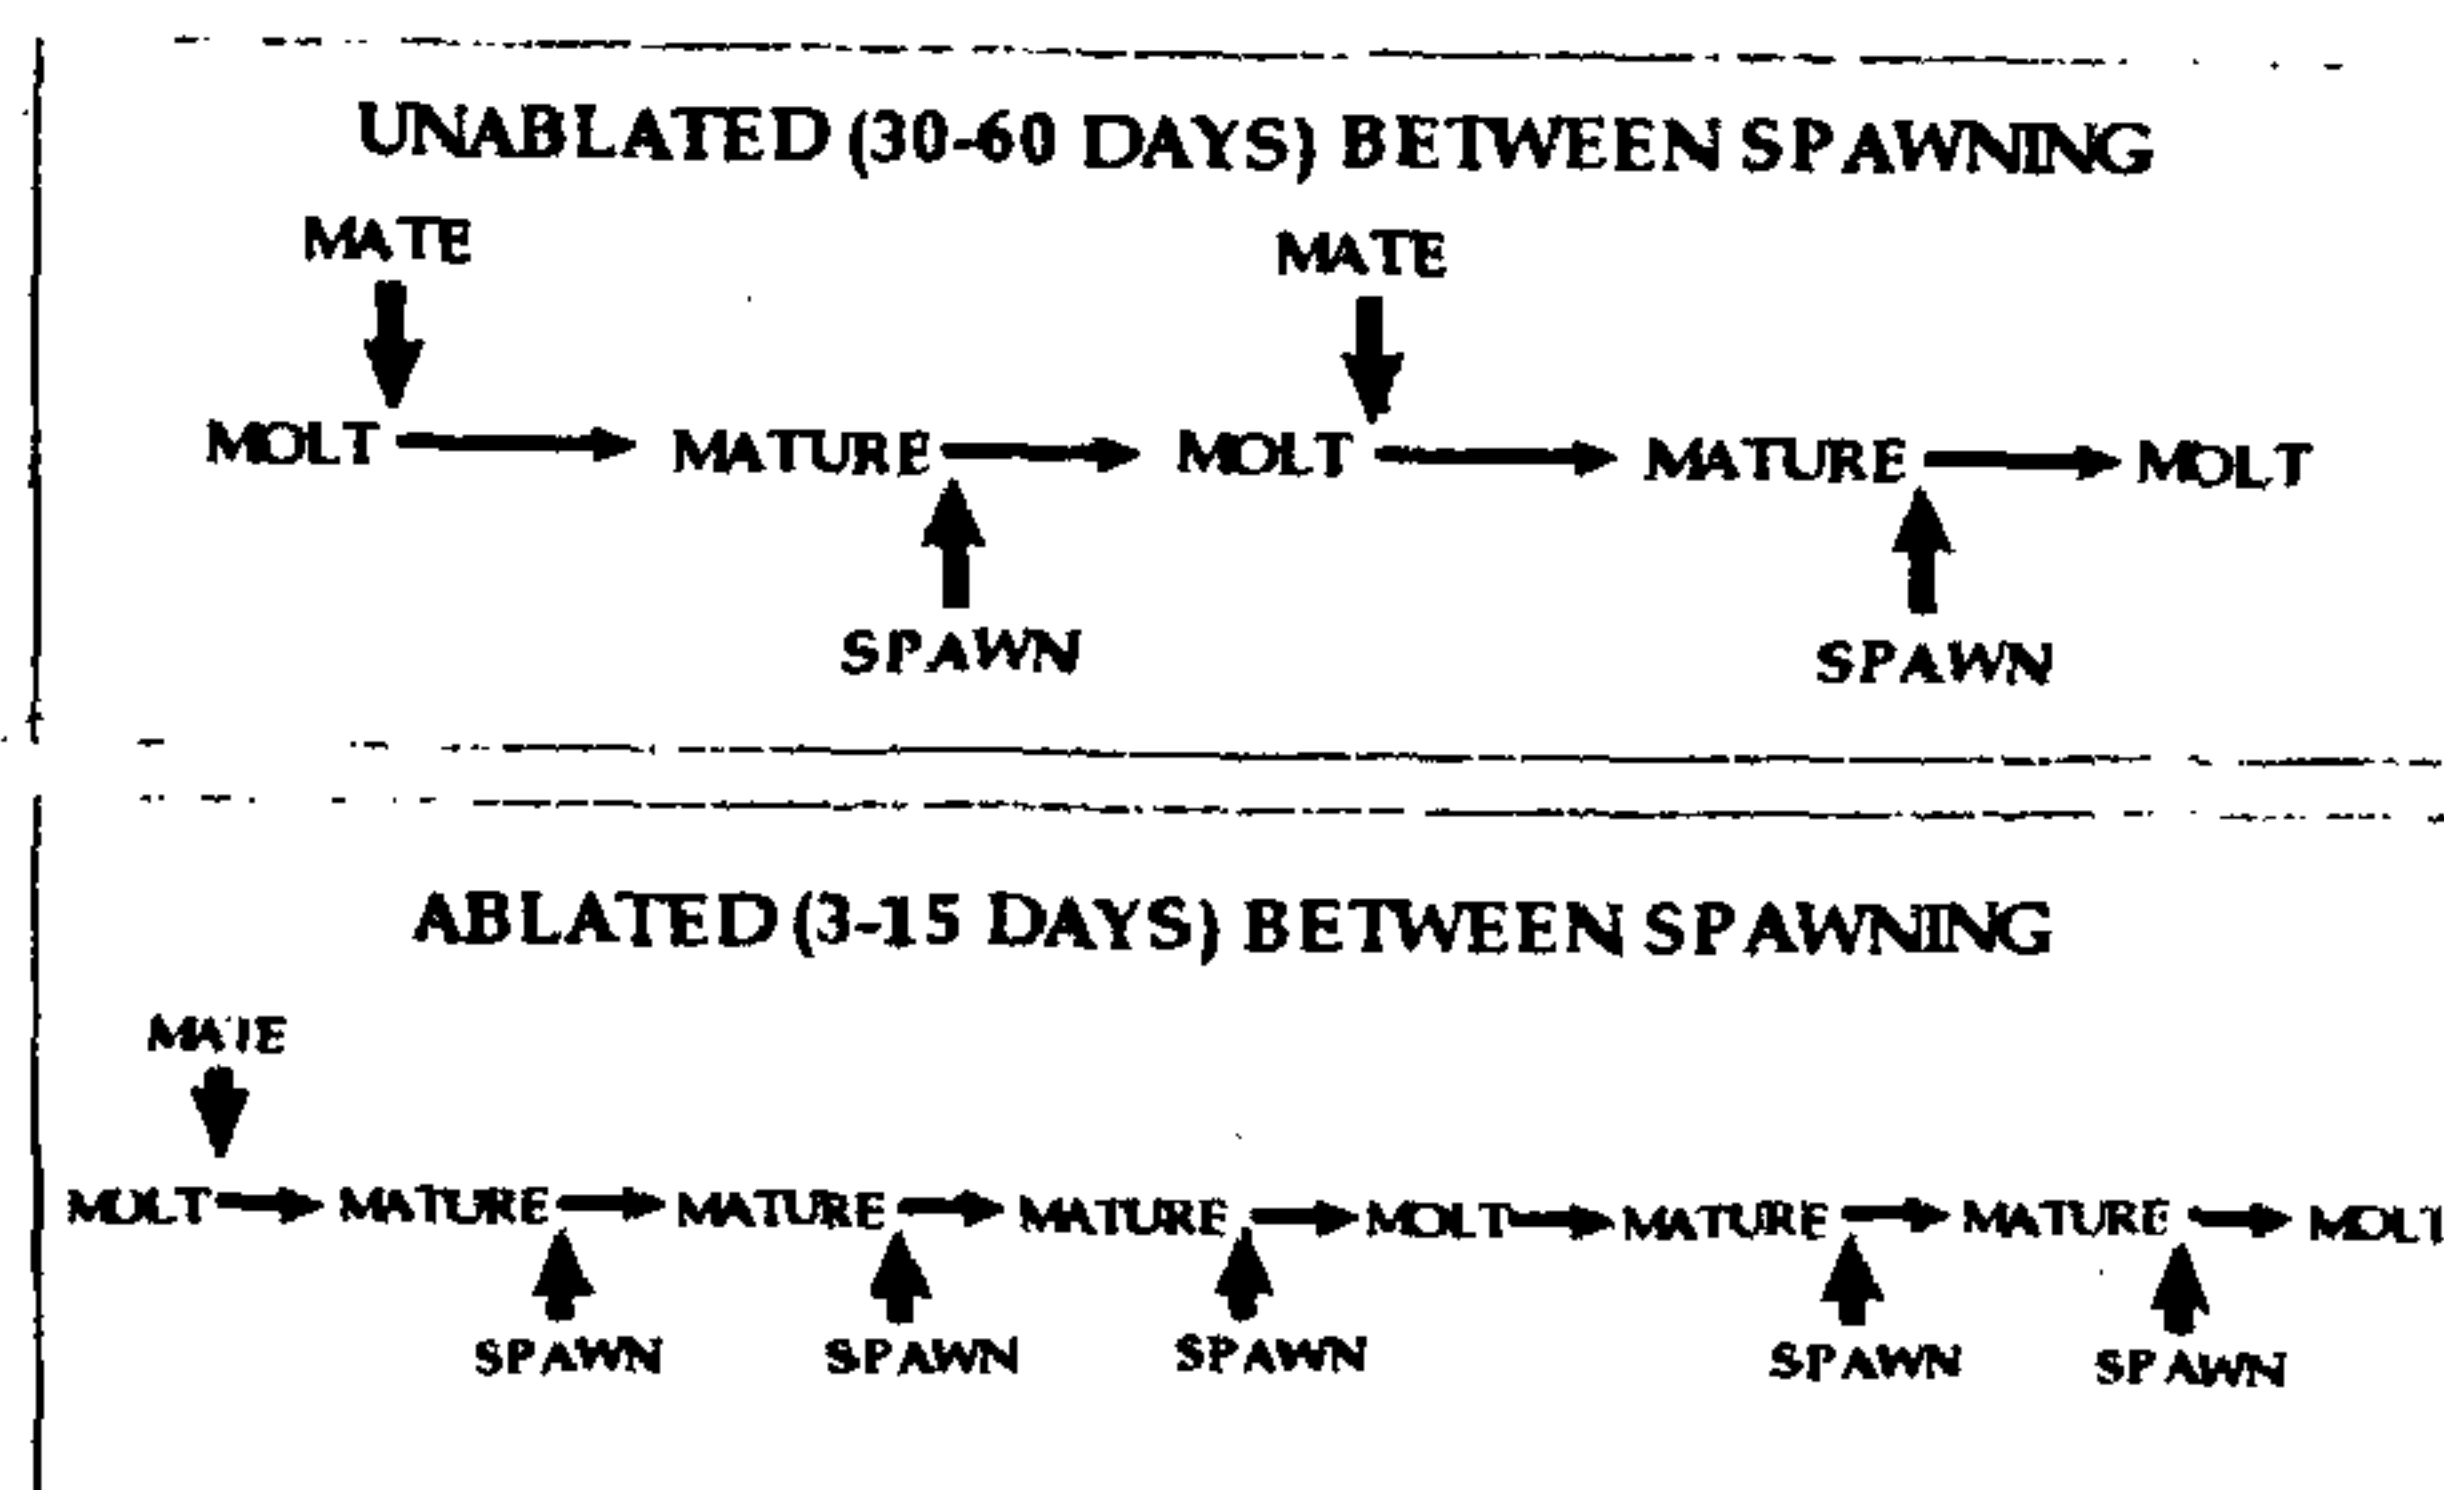 UNABLATED (30-60 DAYS) BETWEEN SPAWNING
MATE MATE
MOLT MATURE MOLT MATURE MOLT
SPAWN SPAWN
ABLATED (3-15 DAYS) BETWEEN SPAWNING
MATE
MOLT MATURE MATURE MATURE MOLT MATURE MATURE MOLT
SPAWN SPAWN SPAWN SPAWN SPAWN